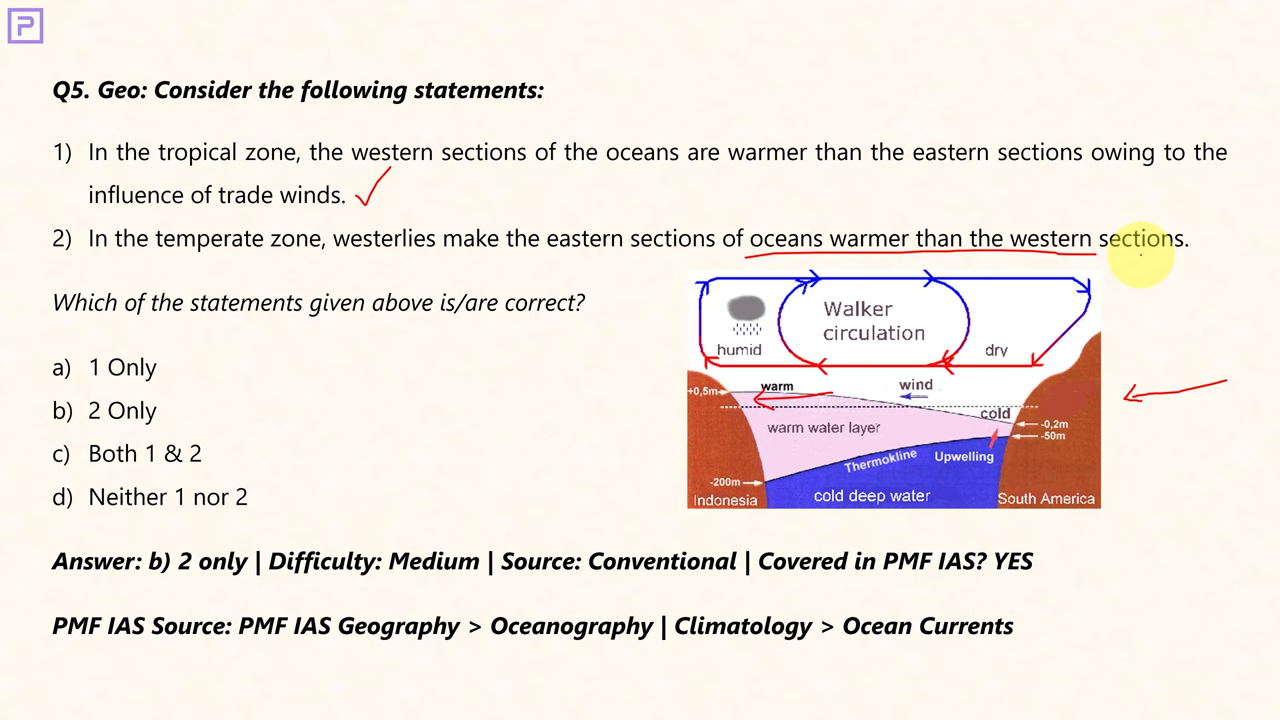 P
Q5. Geo: Consider the following statements:
1) In the tropical zone, the western sections of the oceans are warmer than the eastern sections owing to the
influence of trade winds.
2) In the temperate zone, westerlies make the eastern sections of oceans warmer than the western sections.
Which of the statements given above is/are correct?
a) 1 Only
b) 2 Only
c) Both 1 & 2
d) Neither 1 nor 2
Walker
circulation
humid
dry
+0,5m
warm
wind
cold
-0,2m
-50m
warm water layer
Thermokline
Upwelling
-200m
cold deep water
Indonesia
South America
Answer: b) 2 only | Difficulty: Medium | Source: Conventional | Covered in PMF IAS? YES
PMF IAS Source: PMF IAS Geography > Oceanography | Climatology > Ocean Currents